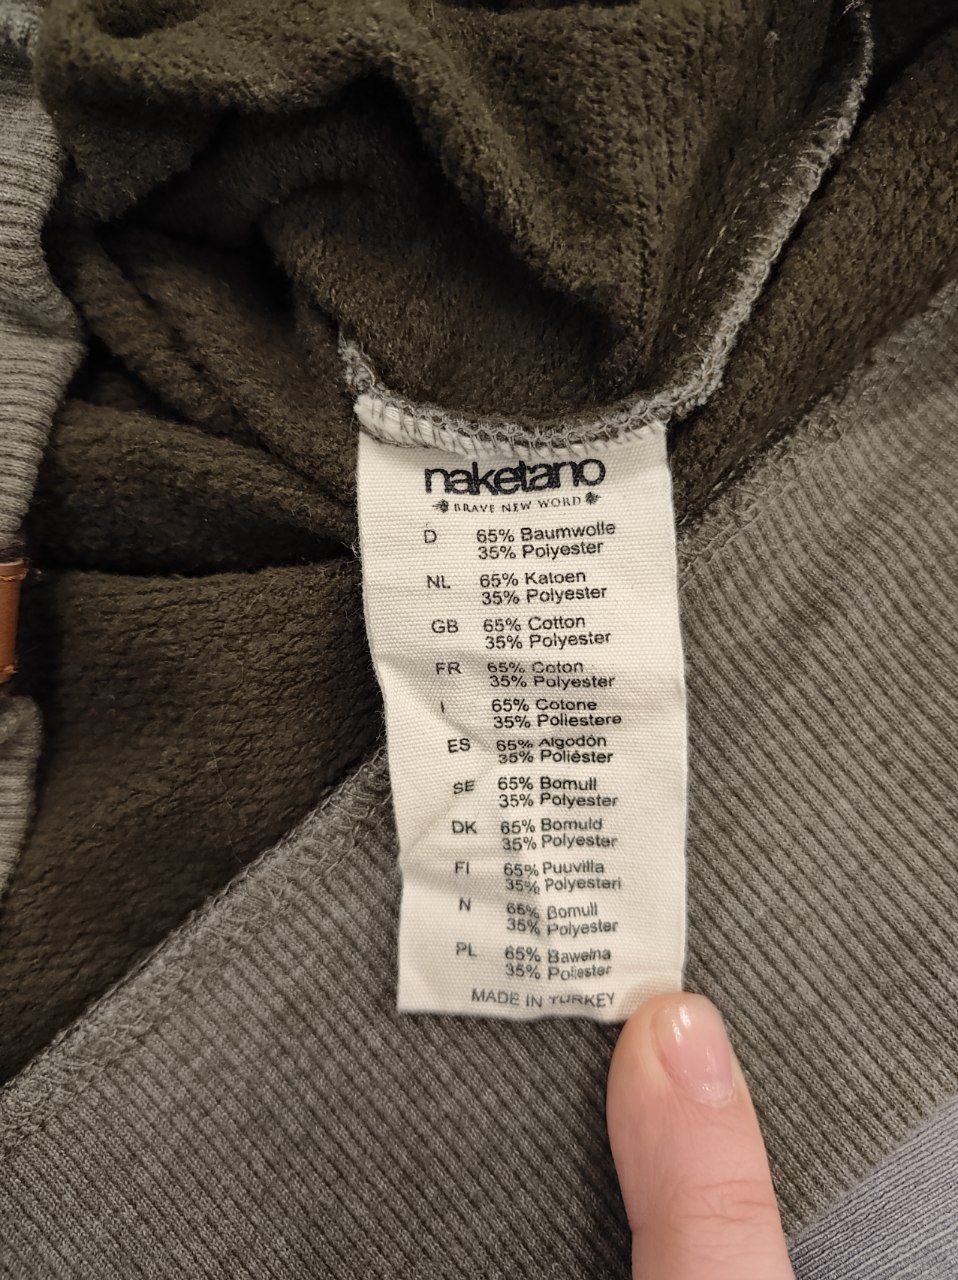 naketano
BRAVE NEW WORD
D 65% Baumwolle
35% Polyester
NL 65% Katoen
35% Polyester
GB 65% Cotton
35% Polyester
FR 65% Coton
35% Polyester
I 65% Cotone
35% Poliestere
ES 65% Algodón
35% Poliéster
SE 65% Bomull
35% Polyester
DK 65% Bomuld
35% Polyester
FI 65% Puuvilla
35% Polyesteri
N 65% Bomull
35% Polyester
PL 65% Bawełna
35% Poliester
MADE IN TURKEY